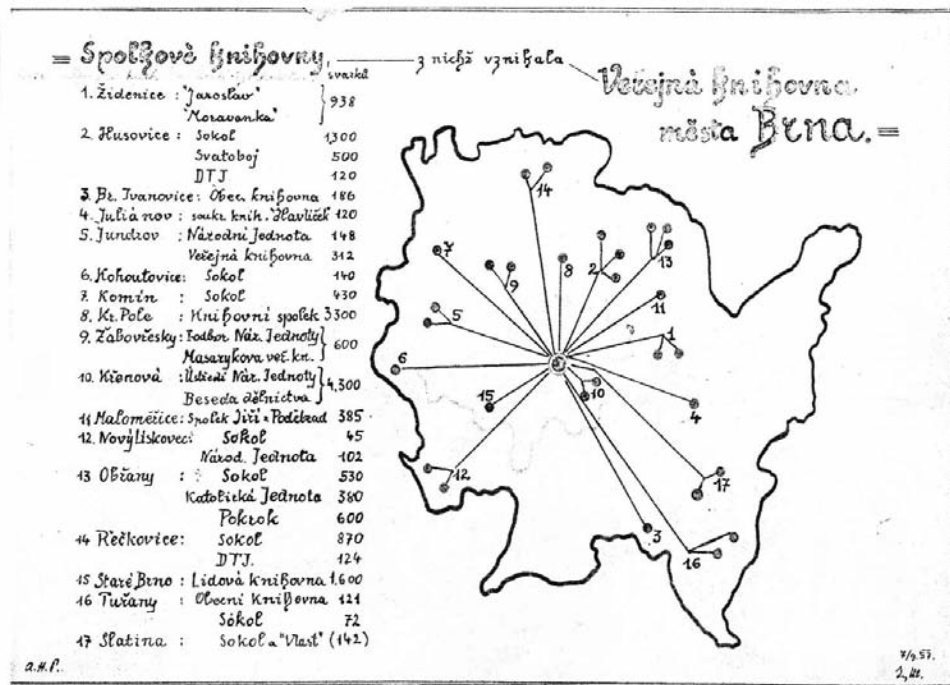 = Spolkové knihovny, z nichž vznikala
Veřejná knihovna
města Brna. =
svazků
1. Židenice : "Jaroslav" } 938
"Moravanka"
2. Husovice : Sokol 1,300
Svatoboj 500
DTJ 120
3. Br. Ivanovice : Obec. knihovna 186
4. Juliánov : soukr. knih. Havlíček 120
5. Jundrov : Národní Jednota 148
Veřejná knihovna 312
6. Kohoutovice : Sokol 140
7. Komín : Sokol 430
8. Kr. Pole : Knihovní spolek 3300
9. Žabovřesky : Podbor Nár. Jednoty } 600
Masarykova veř. kn.
10. Křenová : Ústředí Nár. Jednoty } 4,300
Beseda dělnictva
11 Maloměřice : Spolek Jiří z Poděbrad 385
12. Nový Lískovec : Sokol 45
Národ. Jednota 102
13 Obřany : Sokol 530
Katolická Jednota 380
Pokrok 600
14 Řečkovice : Sokol 870
DTJ. 124
15 Staré Brno : Lidová knihovna 1.600
16 Tuřany : Obecní Knihovna 121
Sokol 72
17 Slatina : Sokol a "Vlast" (142)
14
7
9
8
2
13
11
5
1
6
10
15
4
12
17
3
16
a.H.P.